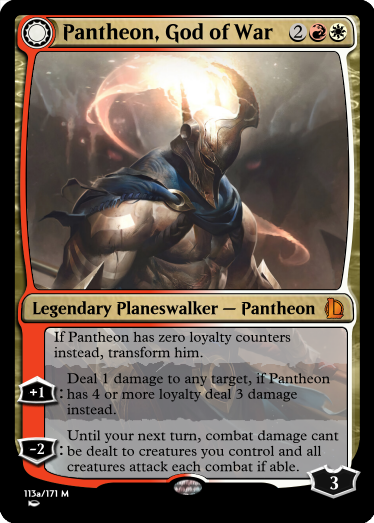 Pantheon, God of War 2
Legendary Planeswalker — Pantheon
If Pantheon has zero loyalty counters
instead, transform him.
+1: Deal 1 damage to any target, if Pantheon
has 4 or more loyalty deal 3 damage
instead.
-2: Until your next turn, combat damage cant
be dealt to creatures you control and all
creatures attack each combat if able.
3
113a/171 M